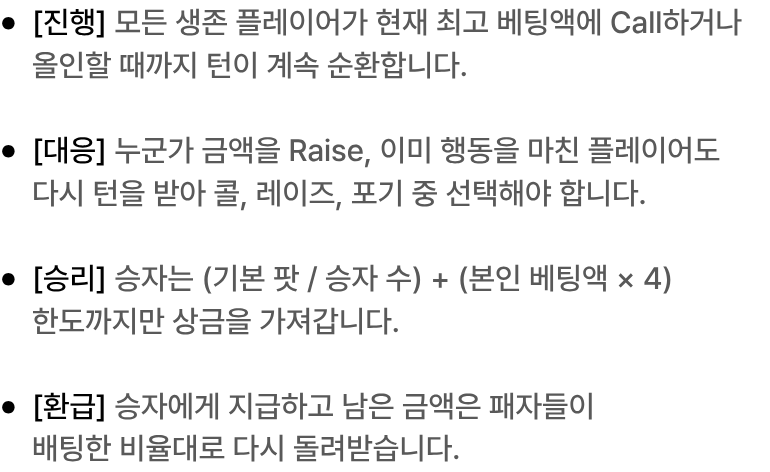 • [진행] 모든 생존 플레이어가 현재 최고 베팅액에 Call하거나
올인할 때까지 턴이 계속 순환합니다.
• [대응] 누군가 금액을 Raise, 이미 행동을 마친 플레이어도
다시 턴을 받아 콜, 레이즈, 포기 중 선택해야 합니다.
• [승리] 승자는 (기본 팟 / 승자 수) + (본인 베팅액 × 4)
한도까지만 상금을 가져갑니다.
• [환급] 승자에게 지급하고 남은 금액은 패자들이
배팅한 비율대로 다시 돌려받습니다.